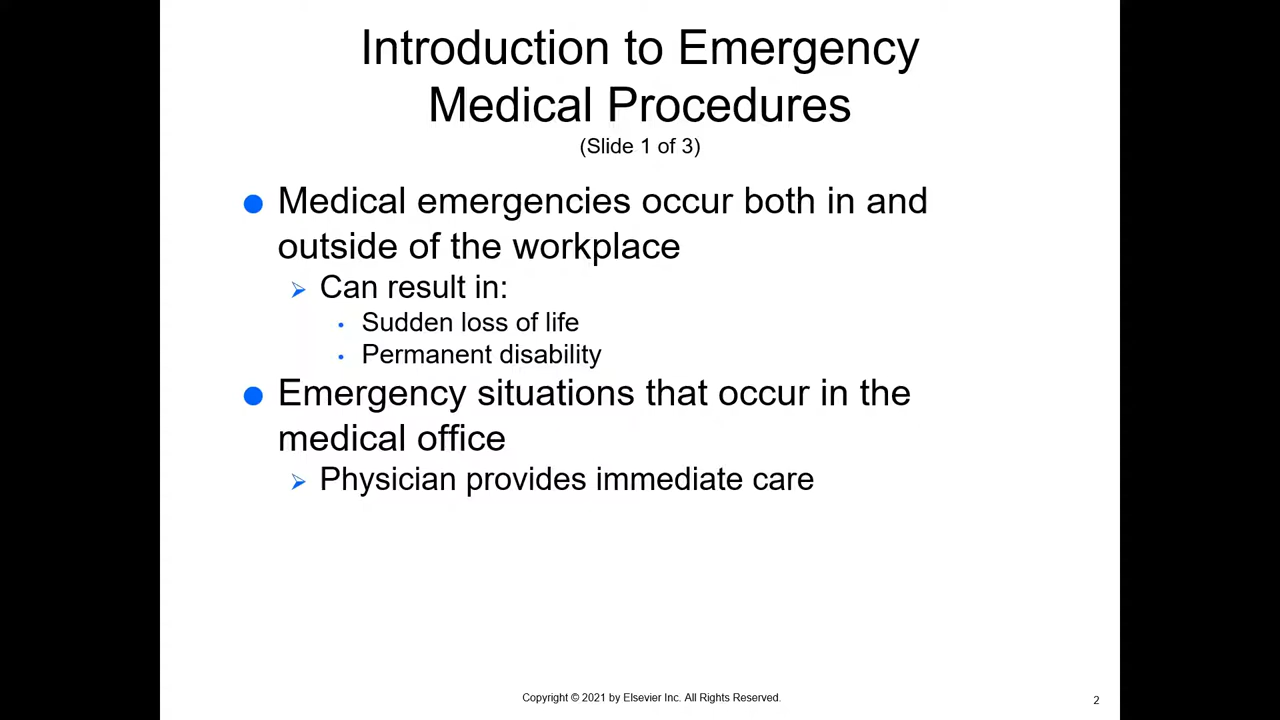 Introduction to Emergency
Medical Procedures
(Slide 1 of 3)
Medical emergencies occur both in and
outside of the workplace
Can result in:
Sudden loss of life
Permanent disability
Emergency situations that occur in the
medical office
Physician provides immediate care
Copyright © 2021 by Elsevier Inc. All Rights Reserved.
2